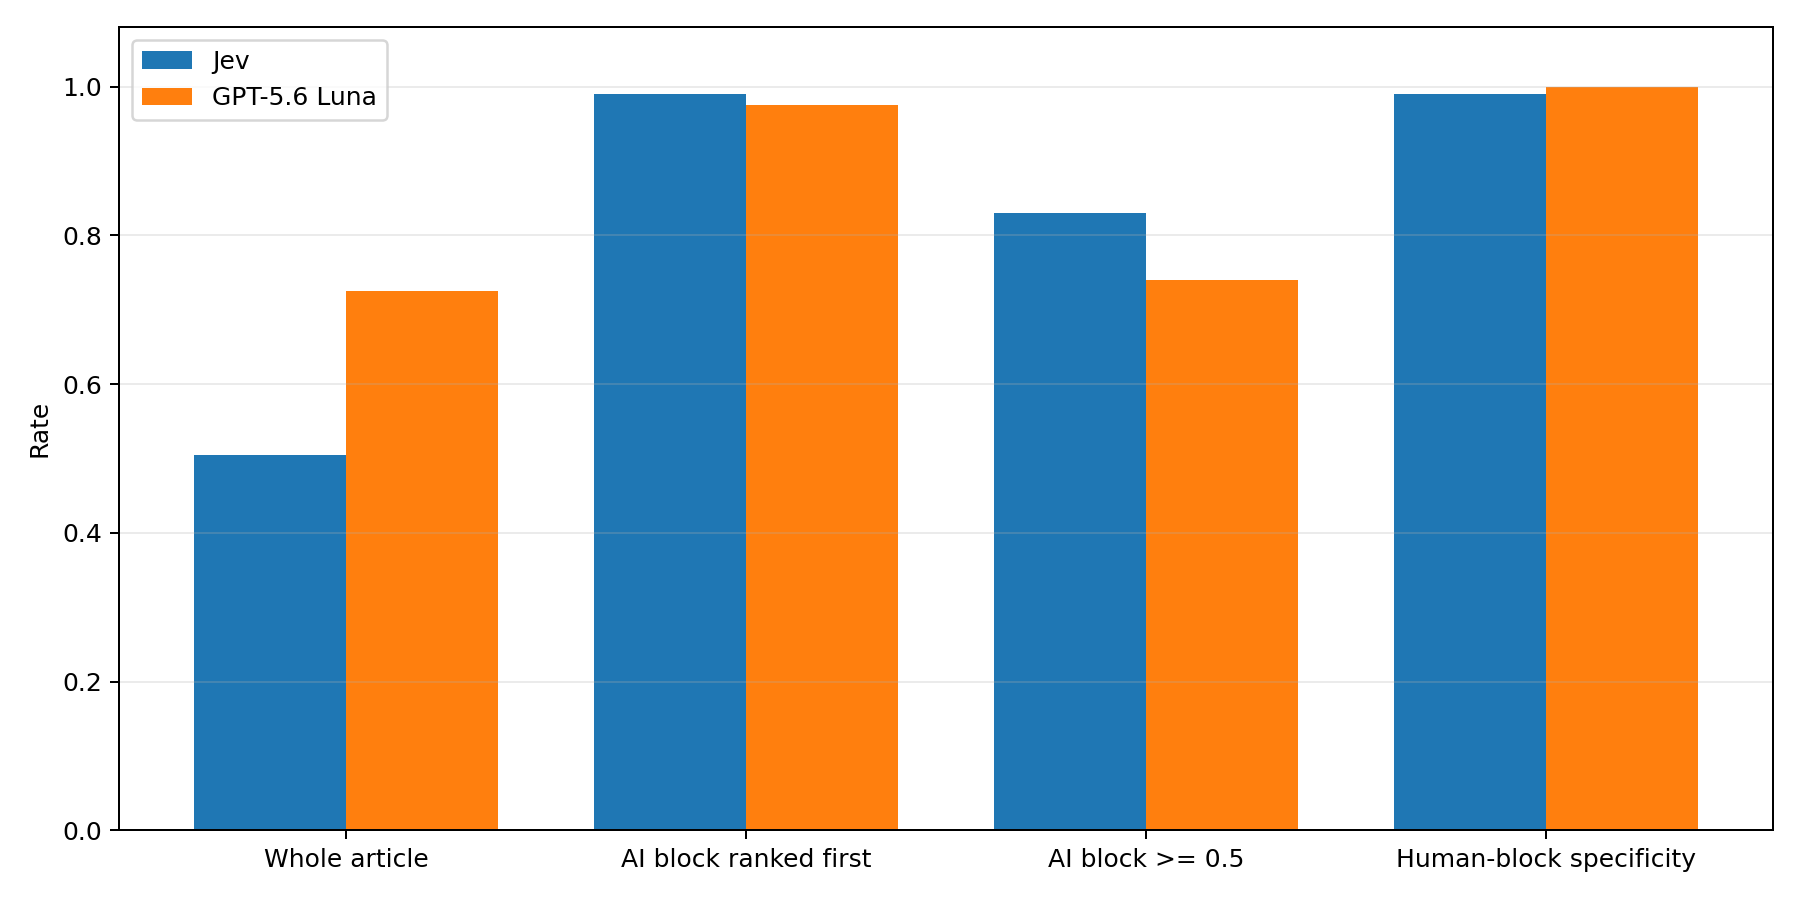 Jev
GPT-5.6 Luna
1.0
0.8
0.6
0.4
0.2
0.0
Rate
Whole article
AI block ranked first
AI block >= 0.5
Human-block specificity